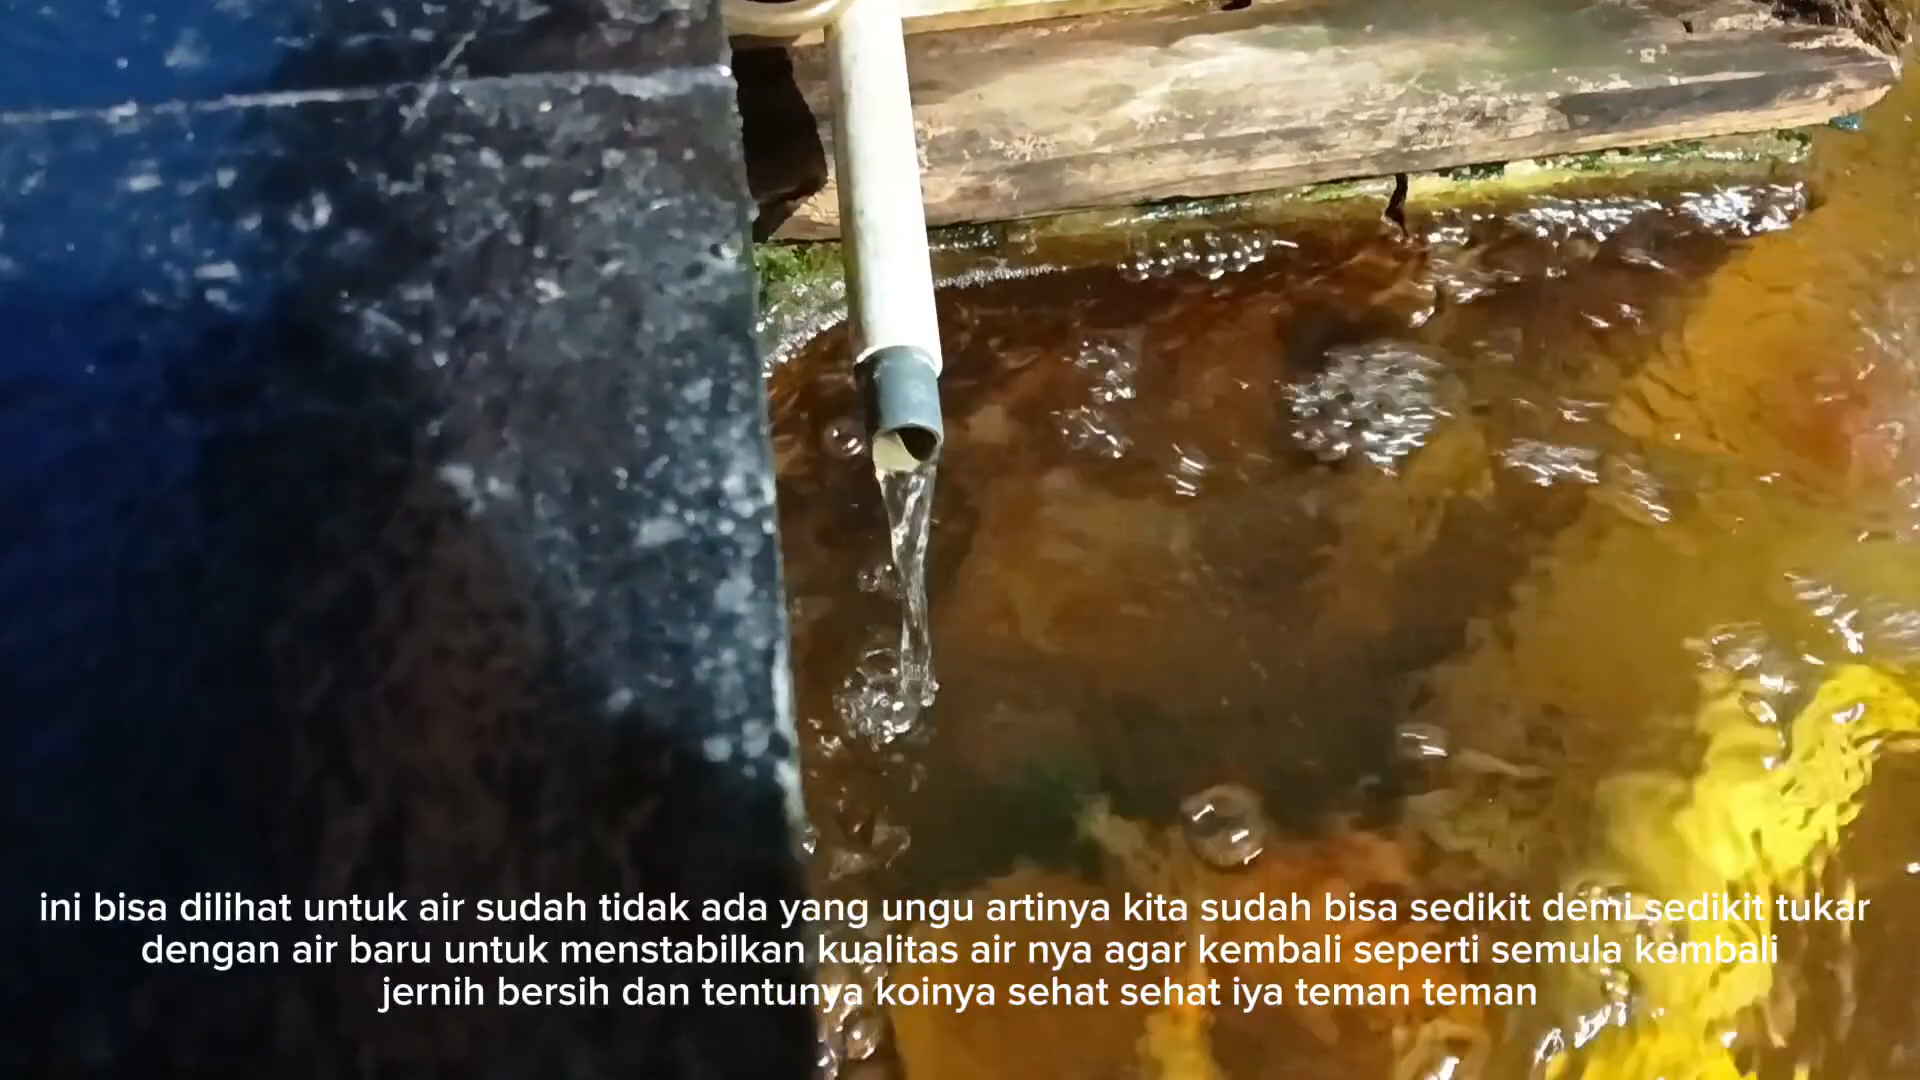 ini bisa dilihat untuk air sudah tidak ada yang ungu artinya kita sudah bisa sedikit demi sedikit tukar
dengan air baru untuk menstabilkan kualitas air nya agar kembali seperti semula kembali
jernih bersih dan tentunya koinya sehat sehat iya teman teman